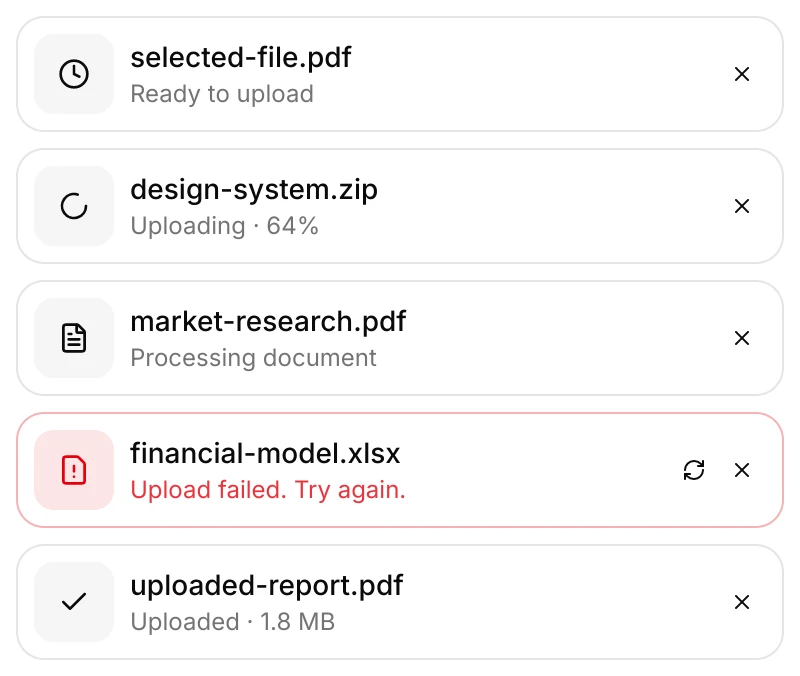 selected-file.pdf
Ready to upload
design-system.zip
Uploading · 64%
market-research.pdf
Processing document
financial-model.xlsx
Upload failed. Try again.
uploaded-report.pdf
Uploaded · 1.8 MB